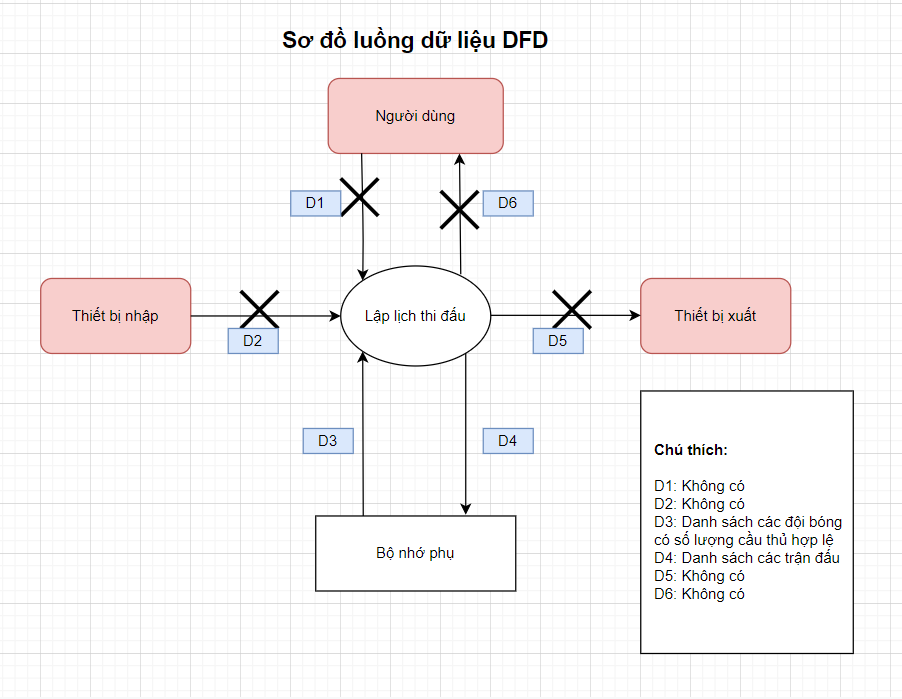 Sơ đồ luồng dữ liệu DFD
Người dùng
D1
D6
Thiết bị nhập
Lập lịch thi đấu
Thiết bị xuất
D2
D5
D3
D4
Bộ nhớ phụ
Chú thích:
D1: Không có
D2: Không có
D3: Danh sách các đội bóng
có số lượng cầu thủ hợp lệ
D4: Danh sách các trận đấu
D5: Không có
D6: Không có